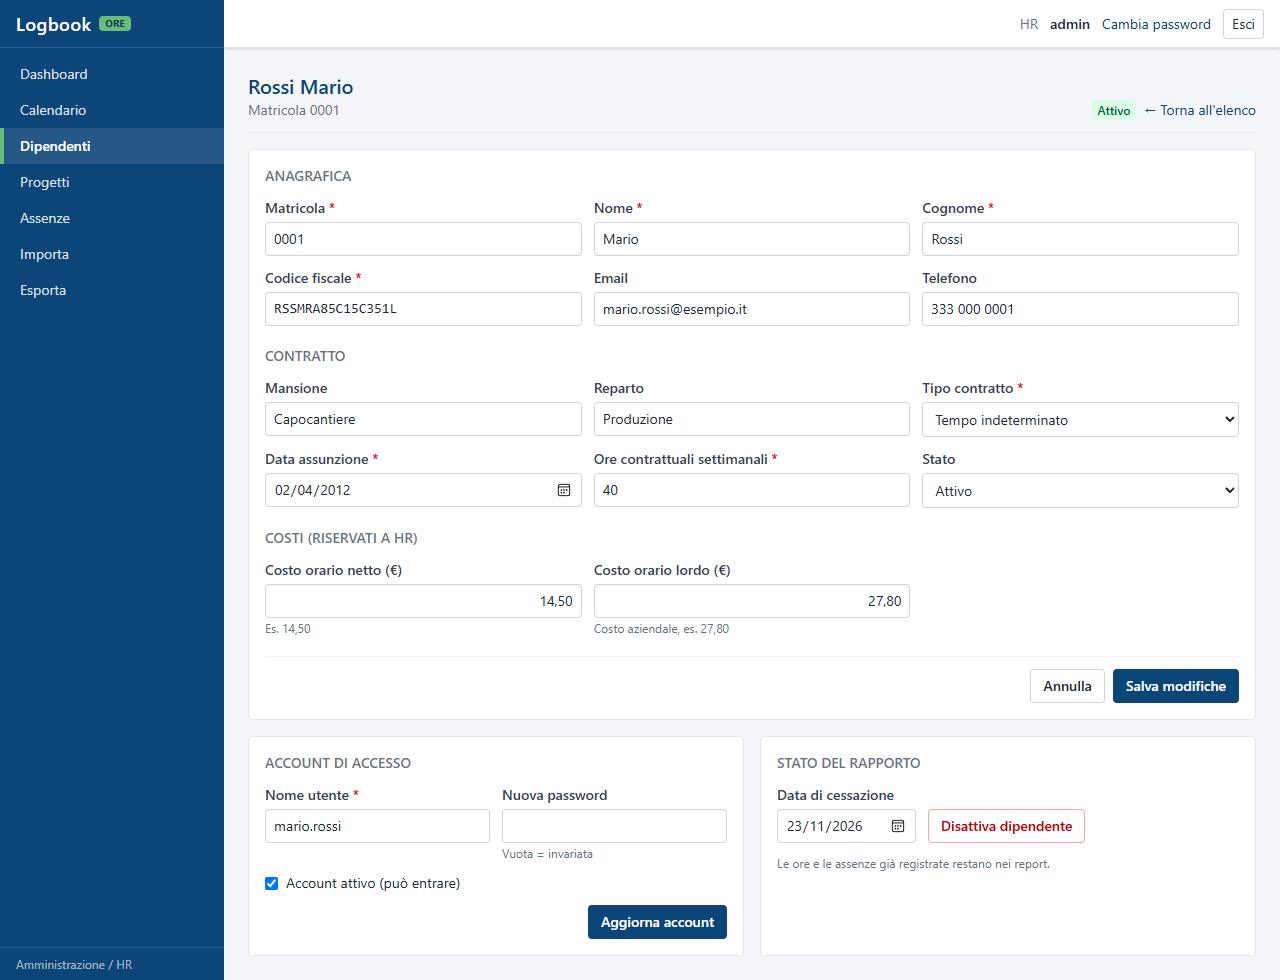 Logbook ORE
HR admin Cambia password Esci
Dashboard
Calendario
Dipendenti
Progetti
Assenze
Importa
Esporta
Amministrazione / HR
Rossi Mario
Matricola 0001
Attivo ← Torna all'elenco
ANAGRAFICA
Matricola * Nome * Cognome *
0001 Mario Rossi
Codice fiscale * Email Telefono
RSSMRA85C15C351L mario.rossi@esempio.it 333 000 0001
CONTRATTO
Mansione Reparto Tipo contratto *
Capocantiere Produzione Tempo indeterminato
Data assunzione * Ore contrattuali settimanali * Stato
02/04/2012 40 Attivo
COSTI (RISERVATI A HR)
Costo orario netto (€) Costo orario lordo (€)
14,50 27,80
Es. 14,50 Costo aziendale, es. 27,80
Annulla Salva modifiche
ACCOUNT DI ACCESSO
Nome utente * Nuova password
mario.rossi
Vuota = invariata
Account attivo (può entrare)
Aggiorna account
STATO DEL RAPPORTO
Data di cessazione
23/11/2026 Disattiva dipendente
Le ore e le assenze già registrate restano nei report.